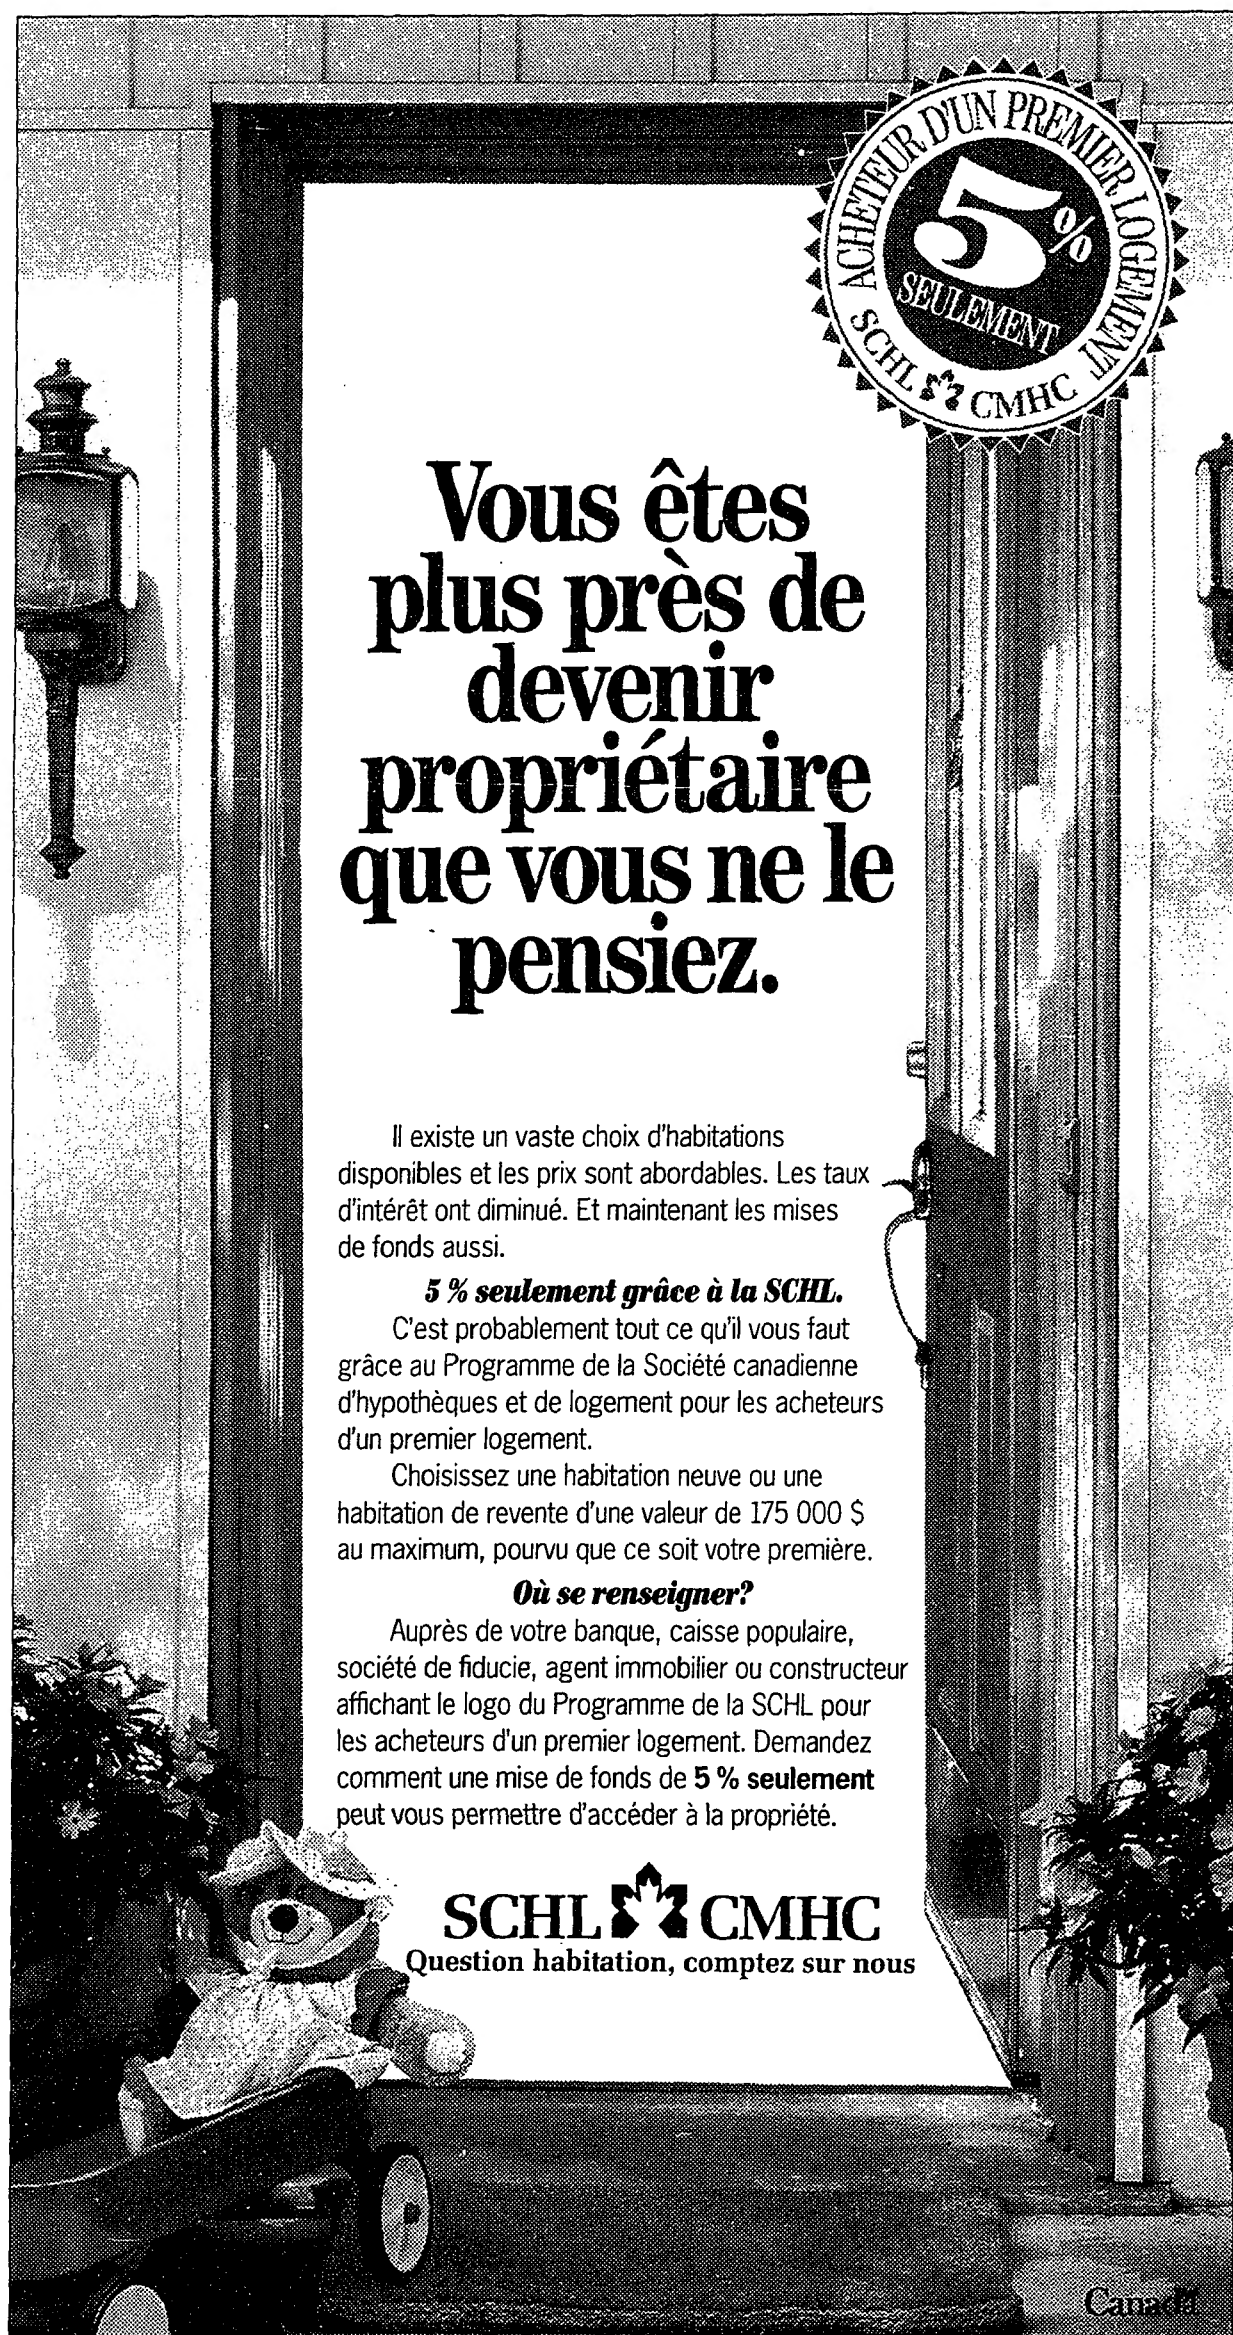 ACHETEUR D'UN PREMIER LOGEMENT
5%
SEULEMENT
SCHL CMHC
Vous êtes
plus près de
devenir
propriétaire
que vous ne le
pensiez.
Il existe un vaste choix d'habitations
disponibles et les prix sont abordables. Les taux
d'intérêt ont diminué. Et maintenant les mises
de fonds aussi.
5 % seulement grâce à la SCHL.
C'est probablement tout ce qu'il vous faut
grâce au Programme de la Société canadienne
d'hypothèques et de logement pour les acheteurs
d'un premier logement.
Choisissez une habitation neuve ou une
habitation de revente d'une valeur de 175 000 $
au maximum, pourvu que ce soit votre première.
Où se renseigner?
Auprès de votre banque, caisse populaire,
société de fiducie, agent immobilier ou constructeur
affichant le logo du Programme de la SCHL pour
les acheteurs d'un premier logement. Demandez
comment une mise de fonds de 5 % seulement
peut vous permettre d'accéder à la propriété.
SCHL CMHC
Question habitation, comptez sur nous
Canada